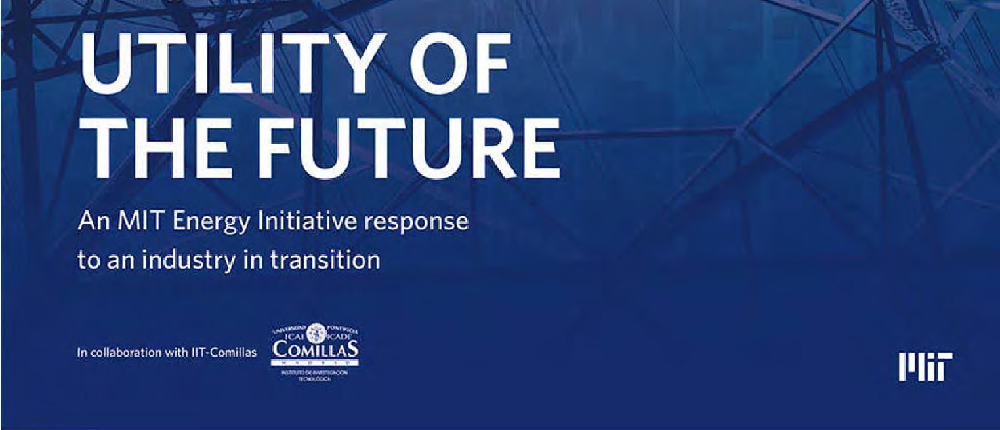 UTILITY OF
THE FUTURE
An MIT Energy Initiative response
to an industry in transition
In collaboration with IIT-Comillas
UNIVERSIDAD PONTIFICIA
ICAI ICADE
COMILLAS
MADRID
INSTITUTO DE INVESTIGACIÓN
TECNOLÓGICA
MIT